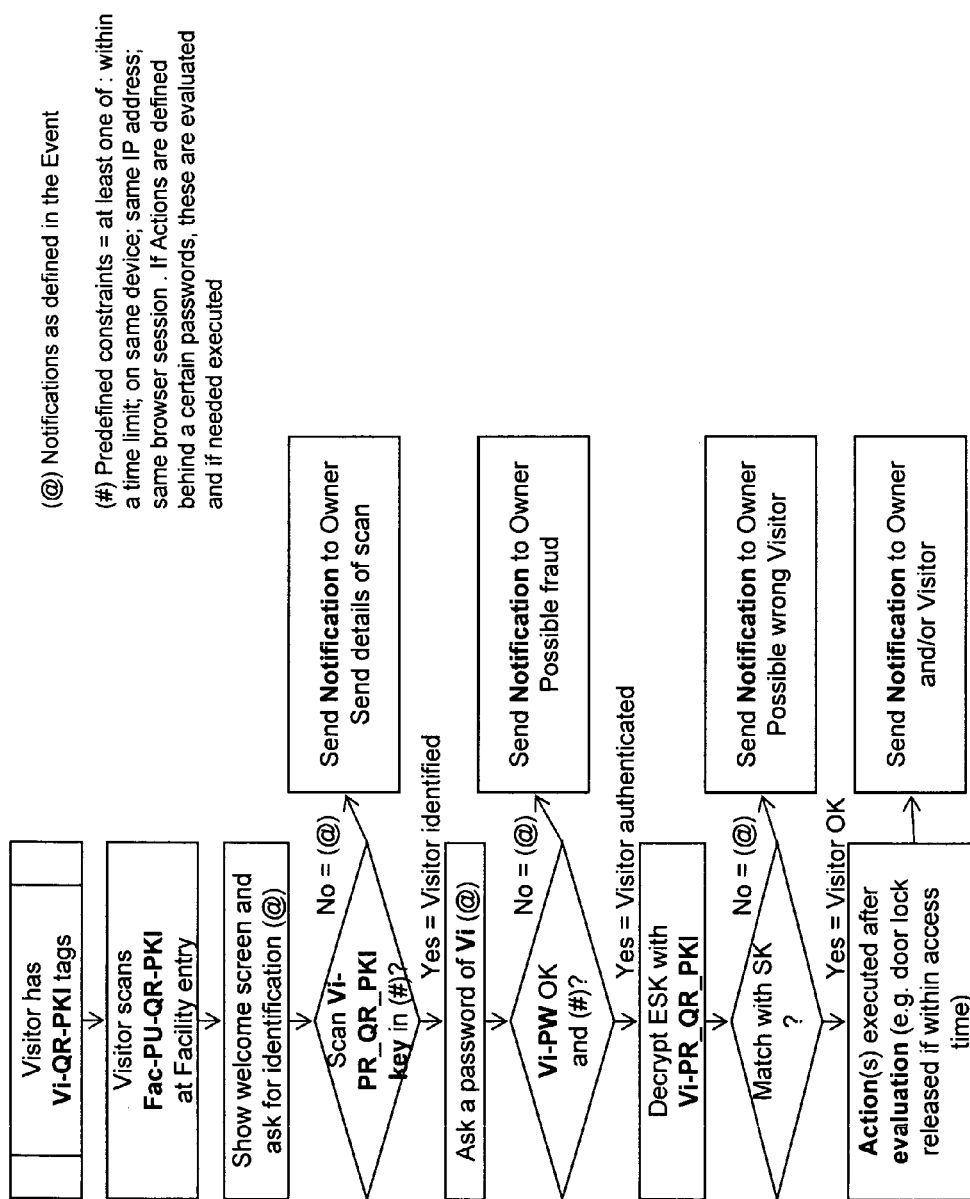 Visitor has
Vi-QR-PKI tags
Visitor scans
Fac-PU-QR-PKI
at Facility entry
Show welcome screen and
ask for identification (@)
Scan Vi-
PR_QR_PKI
key in (#)?
No = (@)
Send Notification to Owner
Send details of scan
Yes = Visitor identified
Ask a password of Vi (@)
Vi-PW OK
and (#)?
No = (@)
Send Notification to Owner
Possible fraud
Yes = Visitor authenticated
Decrypt ESK with
Vi-PR_QR_PKI
Match with SK
?
No = (@)
Send Notification to Owner
Possible wrong Visitor
Yes = Visitor OK
Action(s) executed after
evaluation (e.g. door lock
released if within access
time)
Send Notification to Owner
and/or Visitor
(@) Notifications as defined in the Event
(#) Predefined constraints = at least one of : within
a time limit; on same device; same IP address;
same browser session . If Actions are defined
behind a certain passwords, these are evaluated
and if needed executed